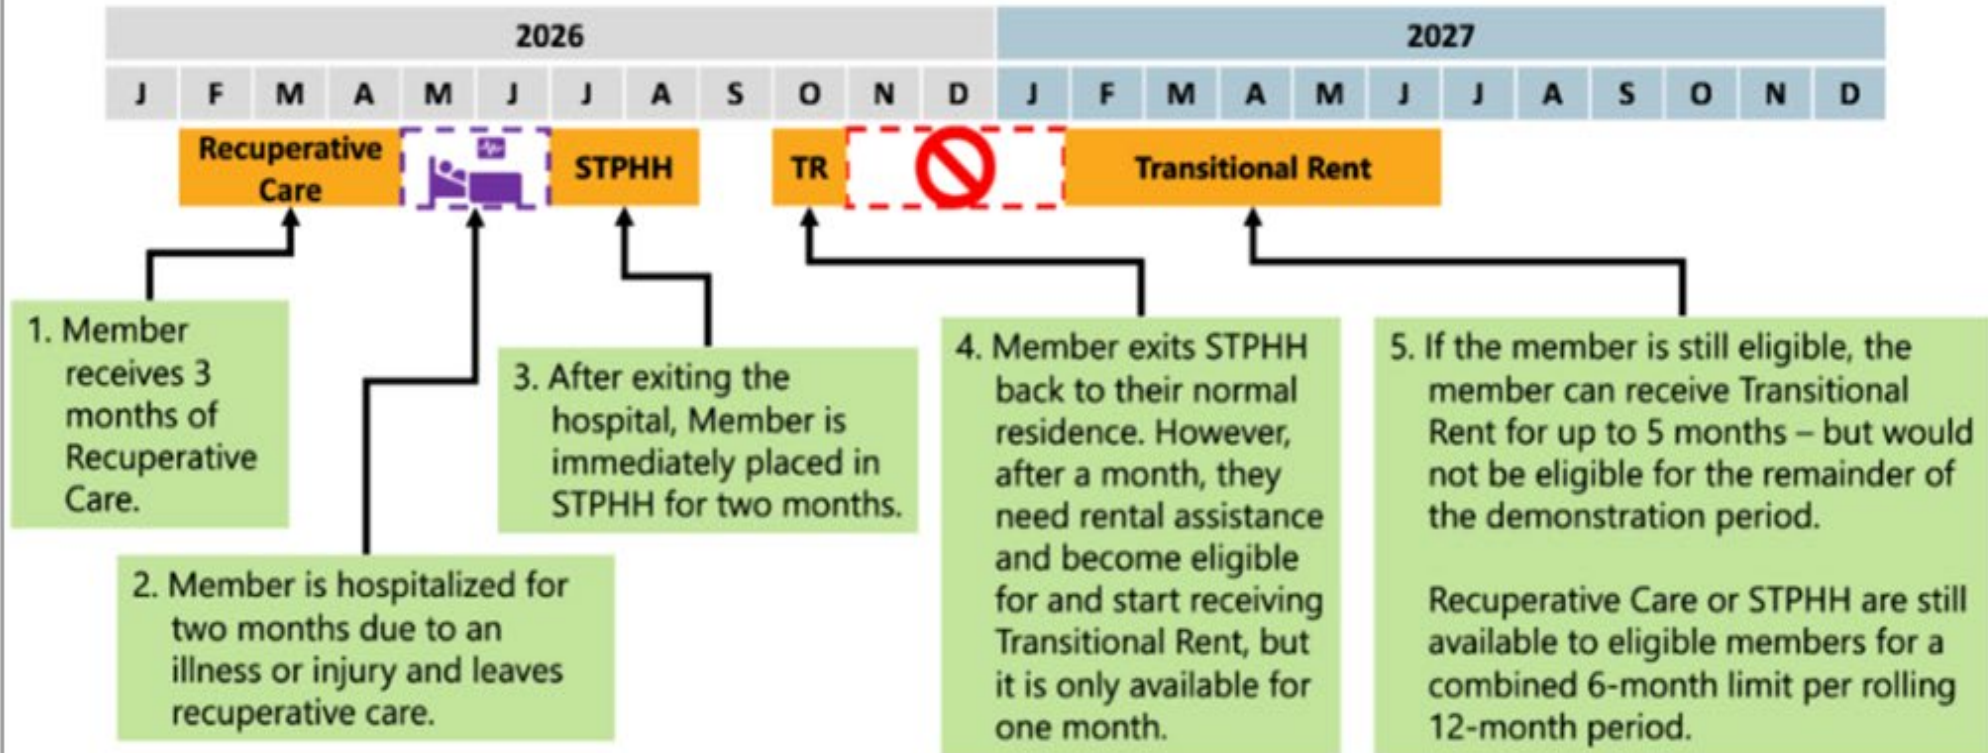 2026 2027
J F M A M J J A S O N D J F M A M J J A S O N D
Recuperative
Care
STPHH
TR
Transitional Rent
1. Member
receives 3
months of
Recuperative
Care.
2. Member is hospitalized for
two months due to an
illness or injury and leaves
recuperative care.
3. After exiting the
hospital, Member is
immediately placed in
STPHH for two months.
4. Member exits STPHH
back to their normal
residence. However,
after a month, they
need rental assistance
and become eligible
for and start receiving
Transitional Rent, but
it is only available for
one month.
5. If the member is still eligible, the
member can receive Transitional
Rent for up to 5 months – but would
not be eligible for the remainder of
the demonstration period.
Recuperative Care or STPHH are still
available to eligible members for a
combined 6-month limit per rolling
12-month period.